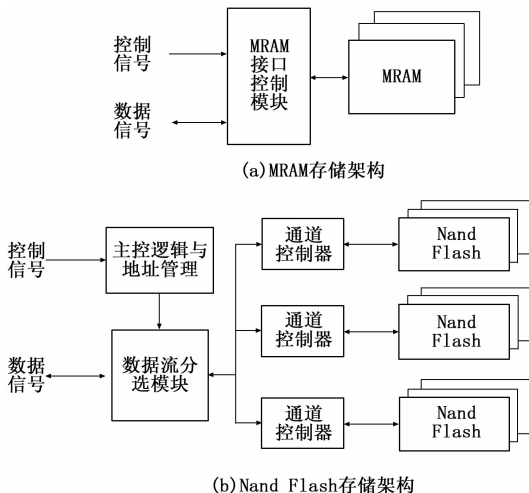 控制
信号
数据
信号
MRAM
接口
控制
模块
MRAM
(a)MRAM存储架构
控制
信号
主控逻辑与
地址管理
数据
信号
数据流分
选模块
通道
控制器
Nand
Flash
通道
控制器
Nand
Flash
通道
控制器
Nand
Flash
(b)Nand Flash存储架构